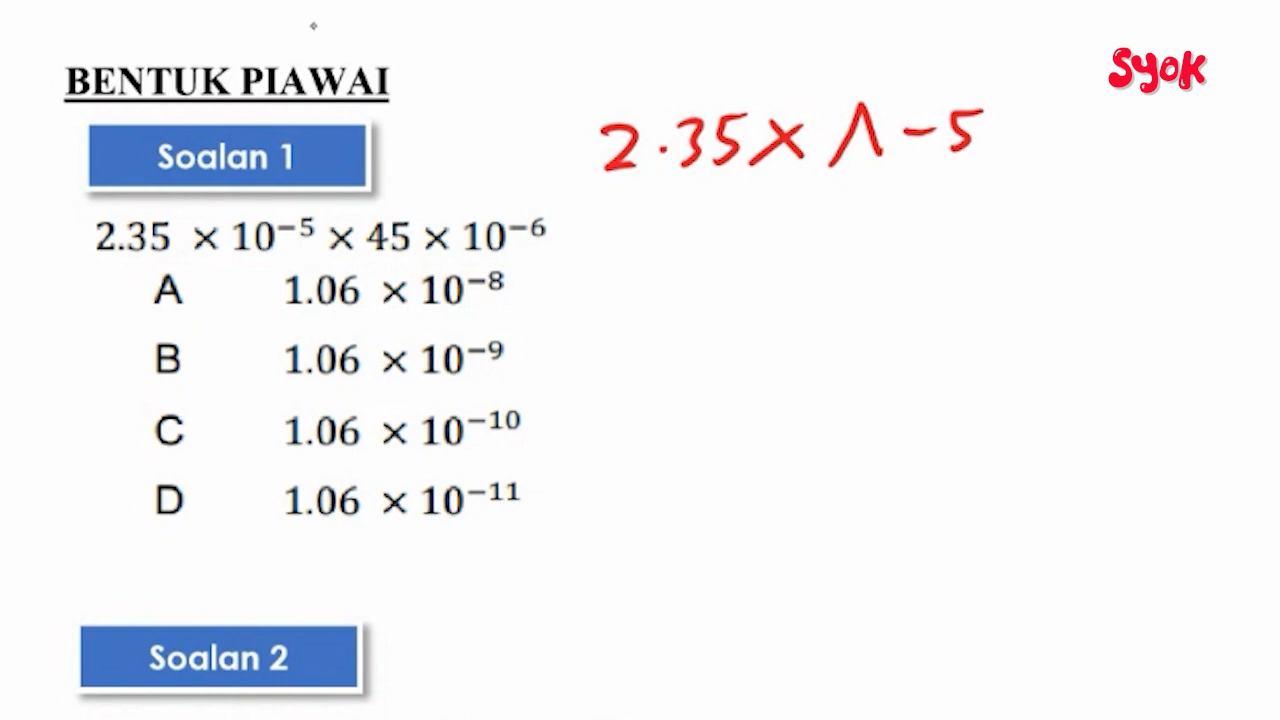 BENTUK PIAWAI
Syok
Soalan 1
2.35 × Λ -5
2.35 × 10⁻⁵ × 45 × 10⁻⁶
A 1.06 × 10⁻⁸
B 1.06 × 10⁻⁹
C 1.06 × 10⁻¹⁰
D 1.06 × 10⁻¹¹
Soalan 2